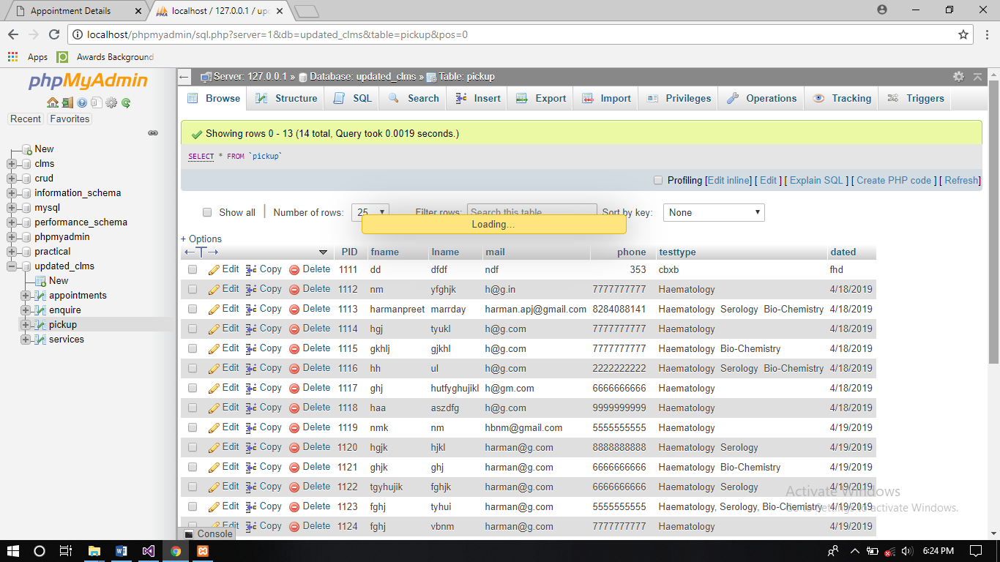 Appointment Details
localhost / 127.0.0.1 / upd
localhost/phpmyadmin/sql.php?server=1&db=updated_clms&table=pickup&pos=0
Apps Awards Background
phpMyAdmin
Recent Favorites
New
clms
crud
information_schema
mysql
performance_schema
phpmyadmin
practical
updated_clms
New
appointments
enquire
pickup
services
Server: 127.0.0.1 » Database: updated_clms » Table: pickup
Browse Structure SQL Search Insert Export Import Privileges Operations Tracking Triggers
Showing rows 0 - 13 (14 total, Query took 0.0019 seconds.)
SELECT * FROM `pickup`
Profiling [Edit inline] [ Edit ] [ Explain SQL ] [ Create PHP code ] [ Refresh]
Show all Number of rows: 25 Filter rows: Search this table Sort by key: None
Loading...
+ Options
PID fname lname mail phone testtype dated
Edit Copy Delete 1111 dd dfdf ndf 353 cbxb fhd
Edit Copy Delete 1112 nm yfghjk h@g.in 7777777777 Haematology 4/18/2019
Edit Copy Delete 1113 harmanpreet marrday harman.apj@gmail.com 8284088141 Haematology Serology Bio-Chemistry 4/18/2019
Edit Copy Delete 1114 hgj tyukl h@g.com 7777777777 Haematology 4/18/2019
Edit Copy Delete 1115 gkhlj gjkhl h@g.com 7777777777 Haematology Bio-Chemistry 4/18/2019
Edit Copy Delete 1116 hh ul h@g.com 2222222222 Haematology Serology Bio-Chemistry 4/18/2019
Edit Copy Delete 1117 ghj hutfyghujikl h@gm.com 6666666666 Haematology 4/18/2019
Edit Copy Delete 1118 haa aszdfg h@g.com 9999999999 Haematology 4/18/2019
Edit Copy Delete 1119 nmk nm hbnm@gmail.com 5555555555 Haematology 4/19/2019
Edit Copy Delete 1120 hgjk hjkl harman@g.com 8888888888 Haematology Serology 4/19/2019
Edit Copy Delete 1121 ghjk ghj harman@g.com 6666666666 Haematology Bio-Chemistry 4/19/2019
Edit Copy Delete 1122 tgyhujik fghjk harman@g.com 6666666666 Haematology Serology 4/19/2019
Edit Copy Delete 1123 fghj tyhui harman@g.com 5555555555 Haematology, Serology, Bio-Chemistry 4/19/2019
Edit Copy Delete 1124 fghj vbnm harman@g.com 7777777777 Haematology 4/19/2019
Activate Windows
Go to Settings to activate Windows.
Console
6:24 PM